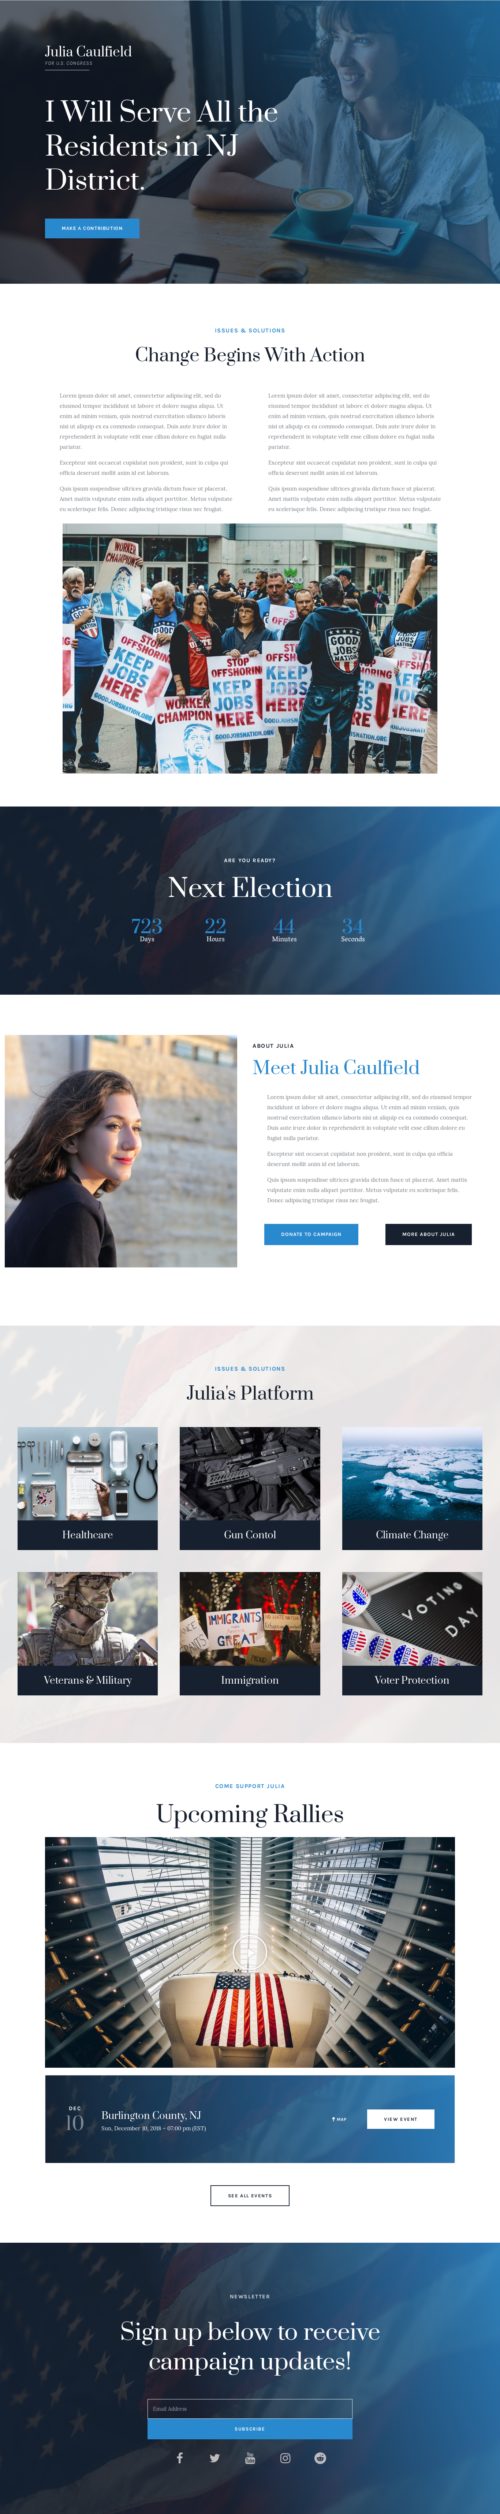 Julia Caulfield
FOR U.S. CONGRESS
I Will Serve All the
Residents in NJ
District.
MAKE A CONTRIBUTION
ISSUES & SOLUTIONS
Change Begins With Action
Lorem ipsum dolor sit amet, consectetur adipiscing elit, sed do
eiusmod tempor incididunt ut labore et dolore magna aliqua. Ut
enim ad minim veniam, quis nostrud exercitation ullamco laboris
nisi ut aliquip ex ea commodo consequat. Duis aute irure dolor in
reprehenderit in voluptate velit esse cillum dolore eu fugiat nulla
pariatur.
Excepteur sint occaecat cupidatat non proident, sunt in culpa qui
officia deserunt mollit anim id est laborum.
Quis ipsum suspendisse ultrices gravida dictum fusce ut placerat.
Amet mattis vulputate enim nulla aliquet porttitor. Metus vulputate
eu scelerisque felis. Donec adipiscing tristique risus nec feugiat.
Lorem ipsum dolor sit amet, consectetur adipiscing elit, sed do
eiusmod tempor incididunt ut labore et dolore magna aliqua. Ut
enim ad minim veniam, quis nostrud exercitation ullamco laboris
nisi ut aliquip ex ea commodo consequat. Duis aute irure dolor in
reprehenderit in voluptate velit esse cillum dolore eu fugiat nulla
pariatur.
Excepteur sint occaecat cupidatat non proident, sunt in culpa qui
officia deserunt mollit anim id est laborum.
Quis ipsum suspendisse ultrices gravida dictum fusce ut placerat.
Amet mattis vulputate enim nulla aliquet porttitor. Metus vulputate
eu scelerisque felis. Donec adipiscing tristique risus nec feugiat.
WORKER
CHAMPION
STOP
OFFSHORING
KEEP
JOBS
HERE
GOODJOBSNATION.ORG
WORKER
CHAMPION
STOP
OFFSHORING
KEEP
JOBS
HERE
GOODJOBSNATION.ORG
GOOD
JOBS
NATION
ARE YOU READY?
Next Election
723 22 44 34
Days Hours Minutes Seconds
ABOUT JULIA
Meet Julia Caulfield
Lorem ipsum dolor sit amet, consectetur adipiscing elit, sed do eiusmod tempor
incididunt ut labore et dolore magna aliqua. Ut enim ad minim veniam, quis
nostrud exercitation ullamco laboris nisi ut aliquip ex ea commodo consequat.
Duis aute irure dolor in reprehenderit in voluptate velit esse cillum dolore eu
fugiat nulla pariatur.
Excepteur sint occaecat cupidatat non proident, sunt in culpa qui officia
deserunt mollit anim id est laborum.
Quis ipsum suspendisse ultrices gravida dictum fusce ut placerat. Amet mattis
vulputate enim nulla aliquet porttitor. Metus vulputate eu scelerisque felis.
Donec adipiscing tristique risus nec feugiat.
DONATE TO CAMPAIGN
MORE ABOUT JULIA
ISSUES & SOLUTIONS
Julia's Platform
Healthcare
Gun Contol
Climate Change
IMMIGRANTS
GREAT
VOTING
DAY
Veterans & Military
Immigration
Voter Protection
COME SUPPORT JULIA
Upcoming Rallies
DEC
10
Burlington County, NJ
Sun, December 10, 2018 – 07:00 pm (EST)
MAP
VIEW EVENT
SEE ALL EVENTS
NEWSLETTER
Sign up below to receive
campaign updates!
Email Address
SUBSCRIBE